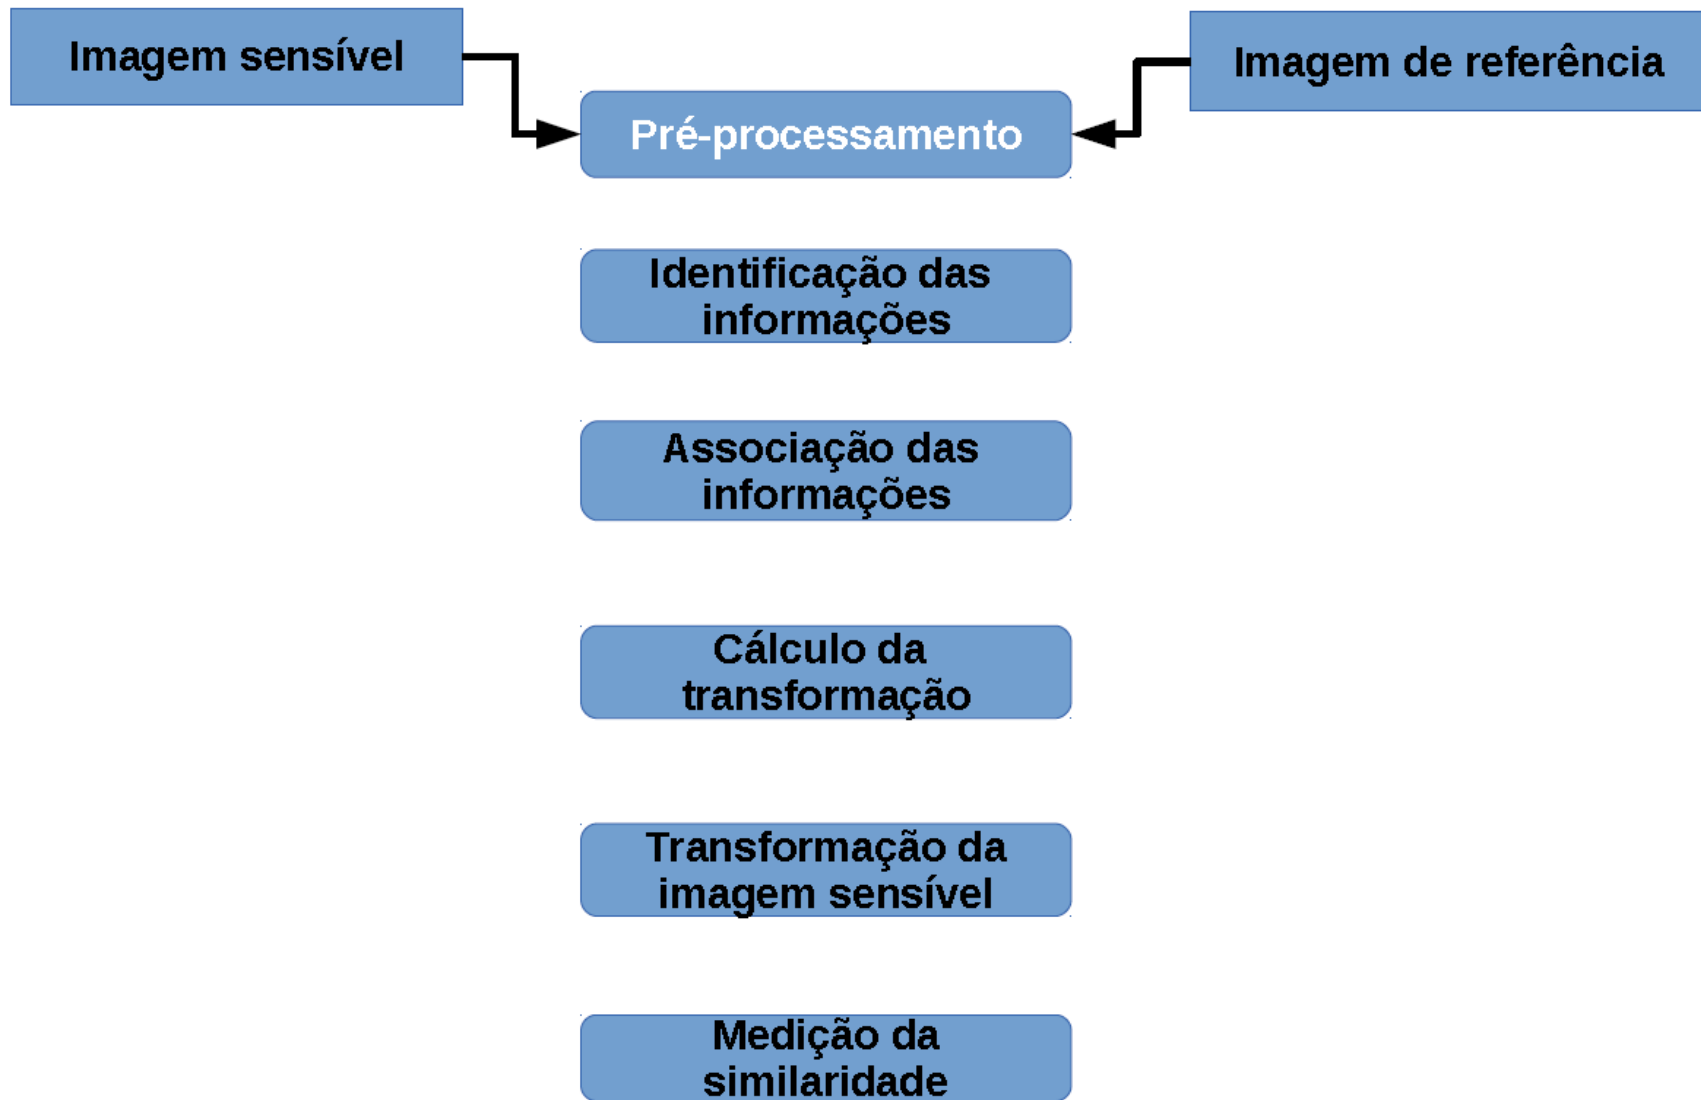 Imagem sensível
Imagem de referência
Pré-processamento
Identificação das
informações
Associação das
informações
Cálculo da
transformação
Transformação da
imagem sensível
Medição da
similaridade